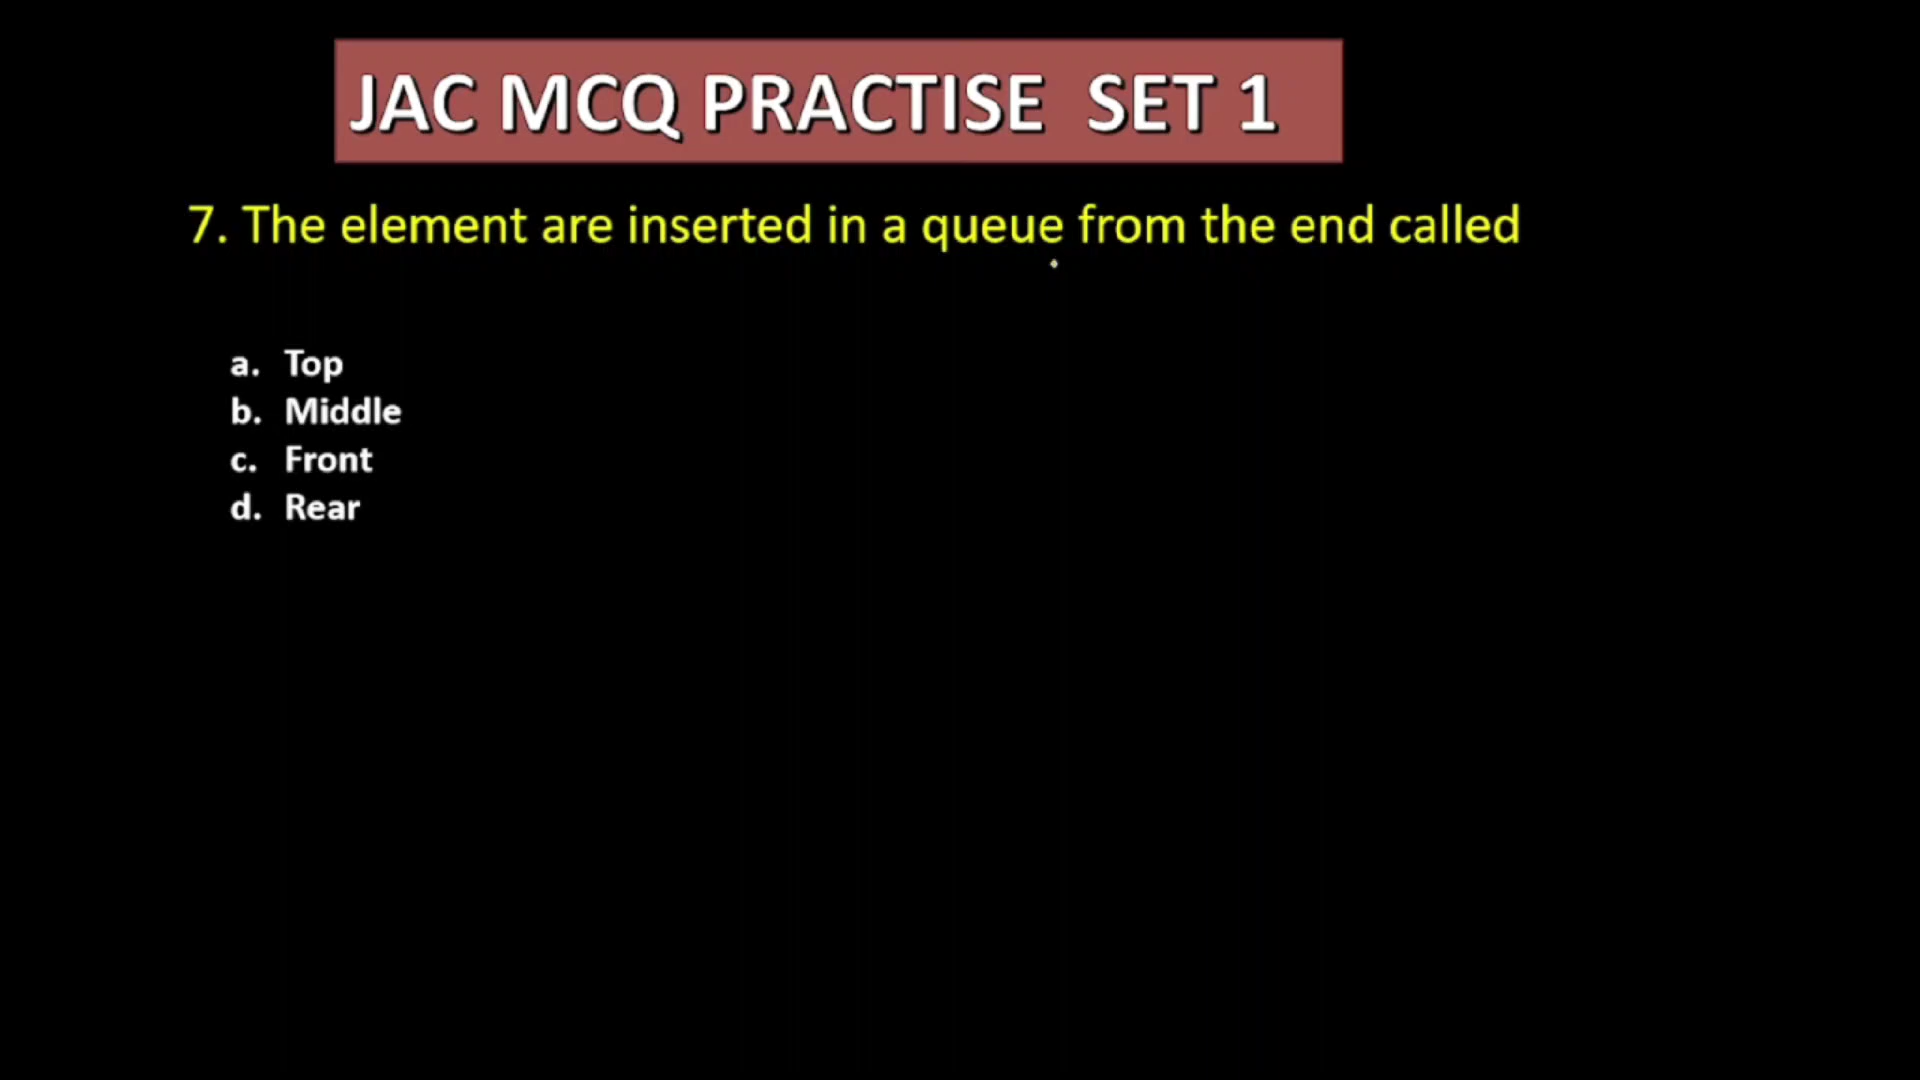 JAC MCQ PRACTISE SET 1
7. The element are inserted in a queue from the end called
a. Top
b. Middle
c. Front
d. Rear